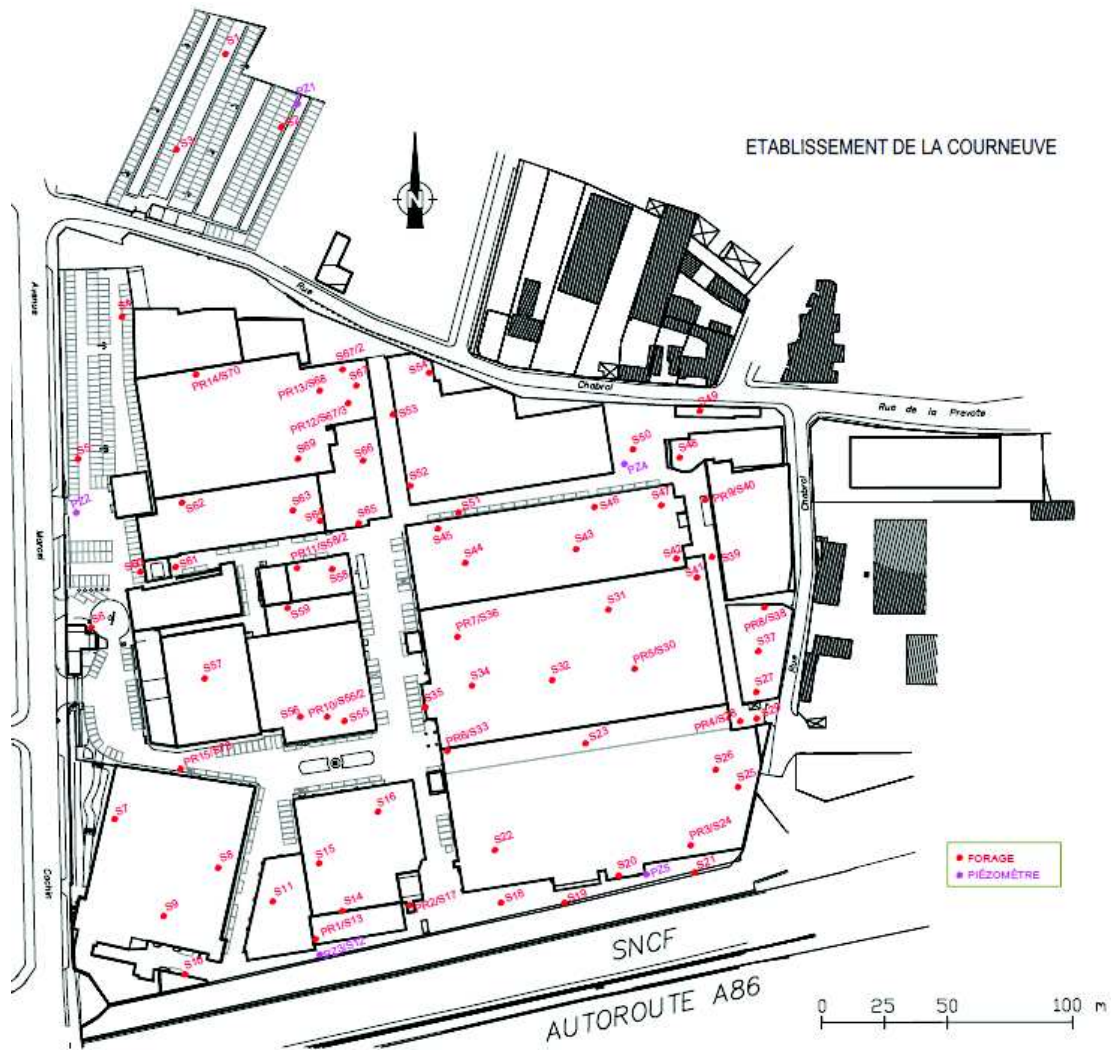 S1
PZ1
S2
S3
ETABLISSEMENT DE LA COURNEUVE
N
Avenue
Rue
S4
S67/2
S67
S54
PR14/S70
PR13/S68
PR12/S67/3
S53
Chabrol
S49
Rue de la Prevote
S5
S69
S66
S50
S48
PZ4
PZ2
S52
S62
S63
S64
S65
S51
S46
S47
PR9/S40
Chabrol
Marcel
S45
S44
S43
S42
S39
S60
S61
PR11/S58/2
S58
S41
S59
S31
PR8/S38
S6
PR7/S36
S37
S57
S34
S32
PR5/S30
S27
Rue
S35
S56
PR10/S56/2
S55
PR4/S28
S29
PR6/S33
S23
S26
S25
S7
S16
S8
S15
S22
PR3/S24
Cachin
S9
S11
S14
PR2/S17
S18
S19
S20
PZ5
S21
PR1/S13
PZ3/S12
S10
FORAGE
PIÉZOMÈTRE
SNCF
AUTOROUTE A86
0 25 50 100 m